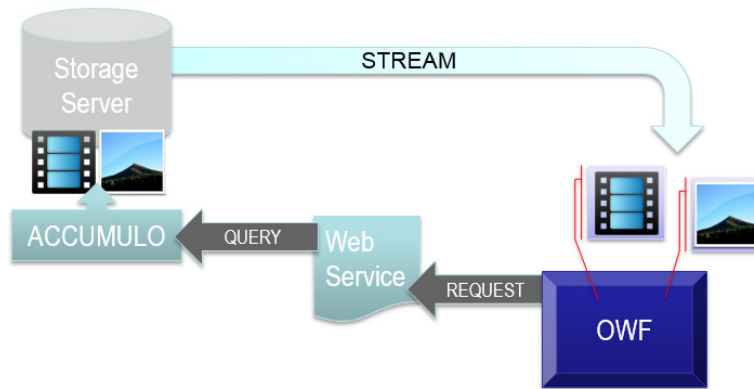 Storage
Server
STREAM
ACCUMULO
QUERY
Web
Service
REQUEST
OWF